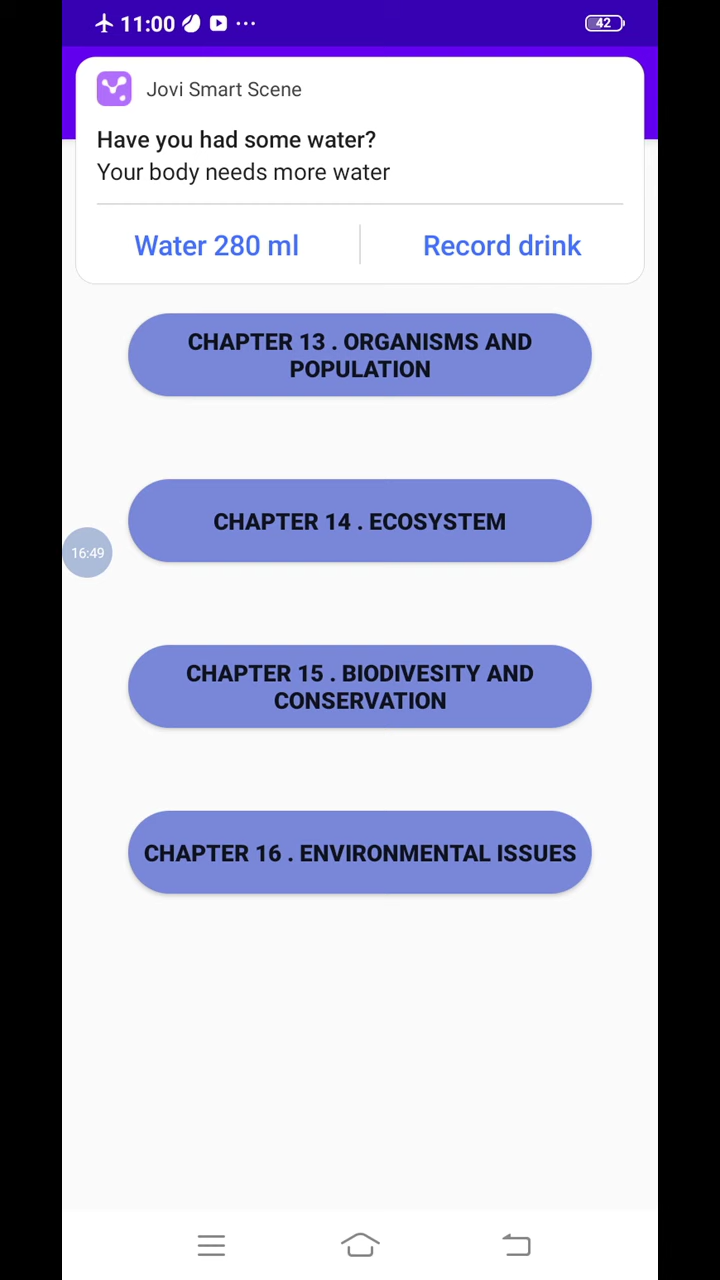 11:00
42
Jovi Smart Scene
Have you had some water?
Your body needs more water
Water 280 ml
Record drink
CHAPTER 13 . ORGANISMS AND
POPULATION
CHAPTER 14 . ECOSYSTEM
16:49
CHAPTER 15 . BIODIVESITY AND
CONSERVATION
CHAPTER 16 . ENVIRONMENTAL ISSUES